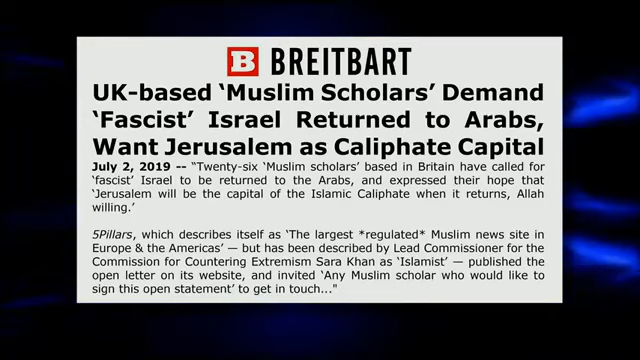 B BREITBART
UK-based ‘Muslim Scholars’ Demand
‘Fascist’ Israel Returned to Arabs,
Want Jerusalem as Caliphate Capital
July 2, 2019 -- “Twenty-six ‘Muslim scholars’ based in Britain have called for
‘fascist’ Israel to be returned to the Arabs, and expressed their hope that
‘Jerusalem will be the capital of the Islamic Caliphate when it returns, Allah
willing.’
5Pillars, which describes itself as ‘The largest *regulated* Muslim news site in
Europe & the Americas’ — but has been described by Lead Commissioner for the
Commission for Countering Extremism Sara Khan as ‘Islamist’ — published the
open letter on its website, and invited ‘Any Muslim scholar who would like to
sign this open statement’ to get in touch..."